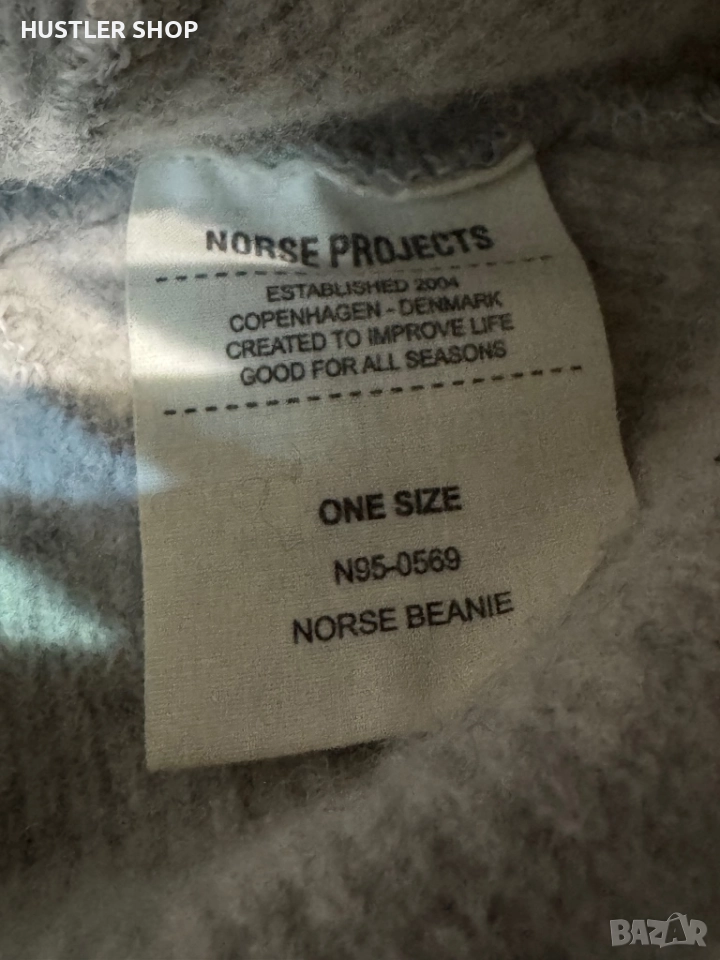 HUSTLER SHOP
NORSE PROJECTS
ESTABLISHED 2004
COPENHAGEN - DENMARK
CREATED TO IMPROVE LIFE
GOOD FOR ALL SEASONS
ONE SIZE
N95-0569
NORSE BEANIE
BAZAR